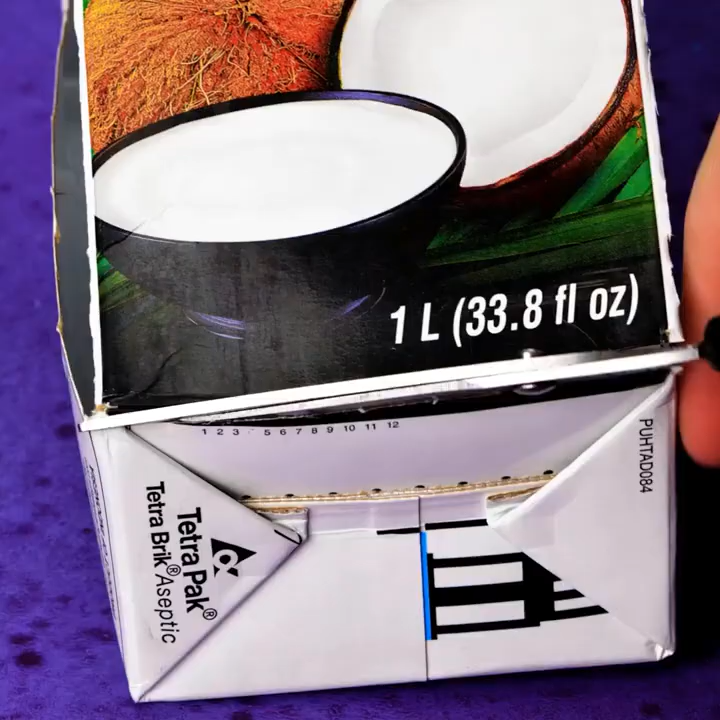 1 L (33.8 fl oz)
1 2 3 5 6 7 8 9 10 11 12
PUHTAD084
Tetra Pak®
Tetra Brik® Aseptic